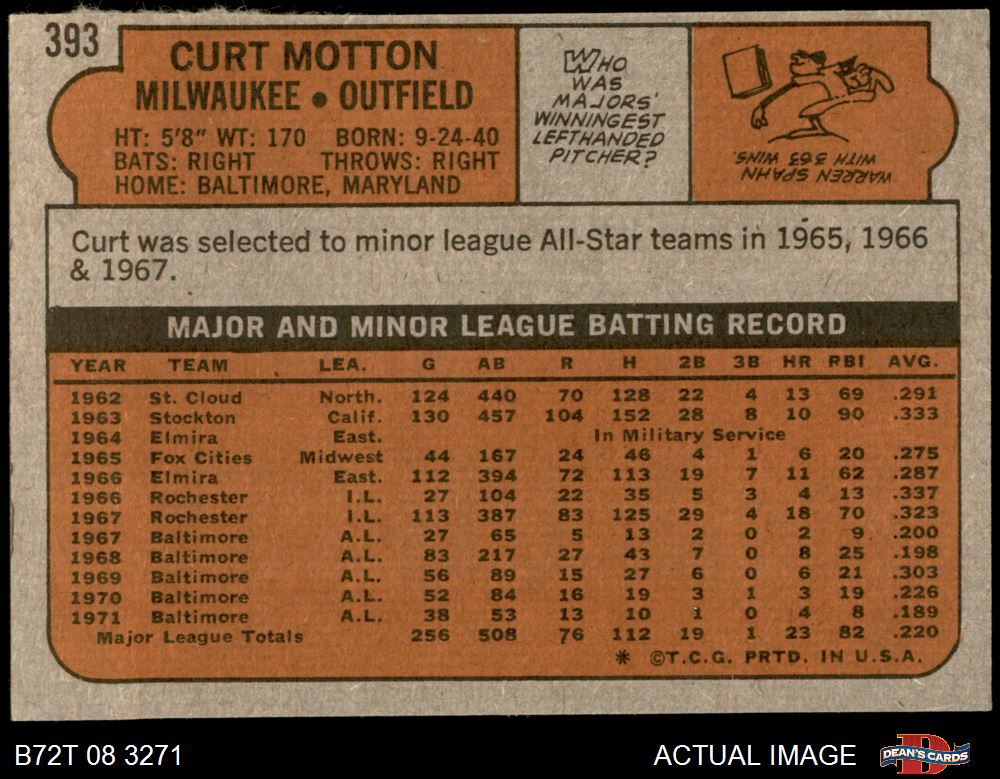 393
CURT MOTTON
MILWAUKEE • OUTFIELD
HT: 5'8" WT: 170 BORN: 9-24-40
BATS: RIGHT THROWS: RIGHT
HOME: BALTIMORE, MARYLAND
WHO
WAS
MAJORS'
WINNINGEST
LEFTHANDED
PITCHER?
WARREN SPAHN
WITH 363 WINS.
Curt was selected to minor league All-Star teams in 1965, 1966
& 1967.
MAJOR AND MINOR LEAGUE BATTING RECORD
YEAR TEAM LEA. G AB R H 2B 3B HR RBI AVG.
1962 St. Cloud North. 124 440 70 128 22 4 13 69 .291
1963 Stockton Calif. 130 457 104 152 28 8 10 90 .333
1964 Elmira East. In Military Service
1965 Fox Cities Midwest 44 167 24 46 4 1 6 20 .275
1966 Elmira East. 112 394 72 113 19 7 11 62 .287
1966 Rochester I.L. 27 104 22 35 5 3 4 13 .337
1967 Rochester I.L. 113 387 83 125 29 4 18 70 .323
1967 Baltimore A.L. 27 65 5 13 2 0 2 9 .200
1968 Baltimore A.L. 83 217 27 43 7 0 8 25 .198
1969 Baltimore A.L. 56 89 15 27 6 0 6 21 .303
1970 Baltimore A.L. 52 84 16 19 3 1 3 19 .226
1971 Baltimore A.L. 38 53 13 10 1 0 4 8 .189
Major League Totals 256 508 76 112 19 1 23 82 .220
* ©T.C.G. PRTD. IN U.S.A.
B72T 08 3271
ACTUAL IMAGE
DEAN'S CARDS